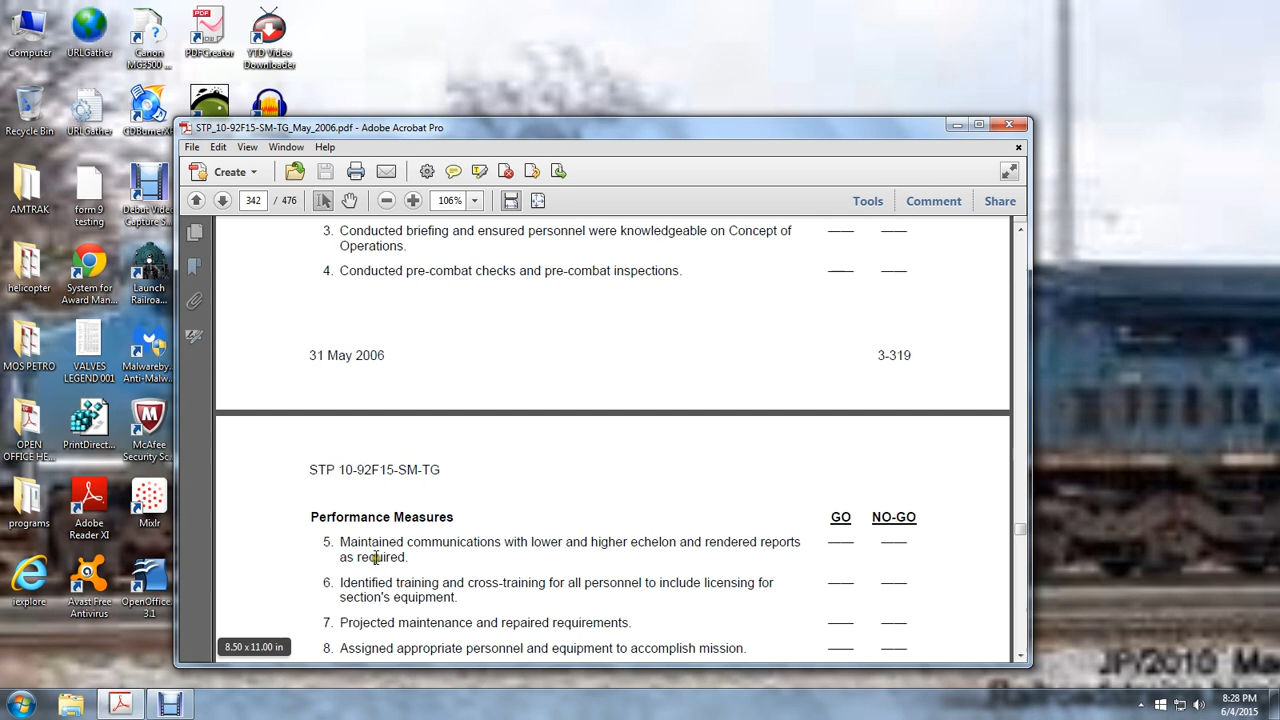 Computer
URLGather
Canon
MG3500 ...
PDFCreator
YTD Video
Downloader
Recycle Bin
URLGather
CDBurnerX
AMTRAK
form 9
testing
Debut Video
Capture S...
helicopter
System for
Award Man...
Launch
Railroa...
MOS PETRO
VALVES
LEGEND 001
Malwareby...
Anti-Malw...
OPEN
OFFICE HE...
PrintDirect...
McAfee
Security Sc...
programs
Adobe
Reader XI
Mixlr
iexplore
Avast Free
Antivirus
OpenOffice...
3.1
STP_10-92F15-SM-TG_May_2006.pdf - Adobe Acrobat Pro
File Edit View Window Help
Create
342 / 476 106% Tools Comment Share
3. Conducted briefing and ensured personnel were knowledgeable on Concept of
Operations.
4. Conducted pre-combat checks and pre-combat inspections.
31 May 2006 3-319
STP 10-92F15-SM-TG
Performance Measures GO NO-GO
5. Maintained communications with lower and higher echelon and rendered reports
as required.
6. Identified training and cross-training for all personnel to include licensing for
section's equipment.
7. Projected maintenance and repaired requirements.
8. Assigned appropriate personnel and equipment to accomplish mission.
8.50 x 11.00 in
JP/2010 Ma
8:28 PM
6/4/2015